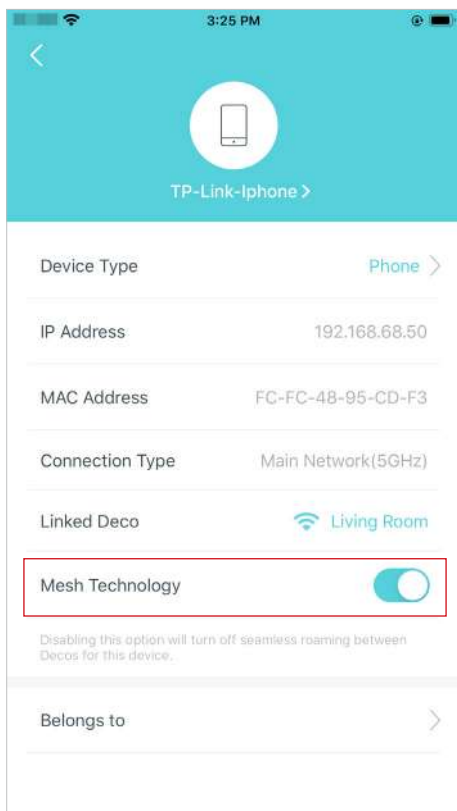 3:25 PM
TP-Link-Iphone >
Device Type Phone >
IP Address 192.168.68.50
MAC Address FC-FC-48-95-CD-F3
Connection Type Main Network(5GHz)
Linked Deco Living Room
Mesh Technology
Disabling this option will turn off seamless roaming between
Decos for this device.
Belongs to >